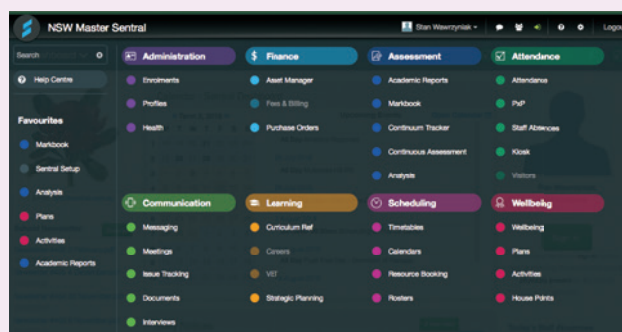 NSW Master Sentral
Stan Wawrzyniak
Logo
Search
Help Centre
Favourites
Markbook
Sentral Setup
Analysis
Plans
Activities
Academic Reports
Administration
Enrolments
Profiles
Health
Finance
Asset Manager
Fees & Billing
Purchase Orders
Assessment
Academic Reports
Markbook
Continuum Tracker
Continuous Assessment
Analysis
Attendance
Attendance
PxP
Staff Absences
Kiosk
Visitors
Communication
Messaging
Meetings
Issue Tracking
Documents
Interviews
Learning
Curriculum Ref
Careers
VET
Strategic Planning
Scheduling
Timetables
Calendars
Resource Booking
Rosters
Wellbeing
Wellbeing
Plans
Activities
House Points